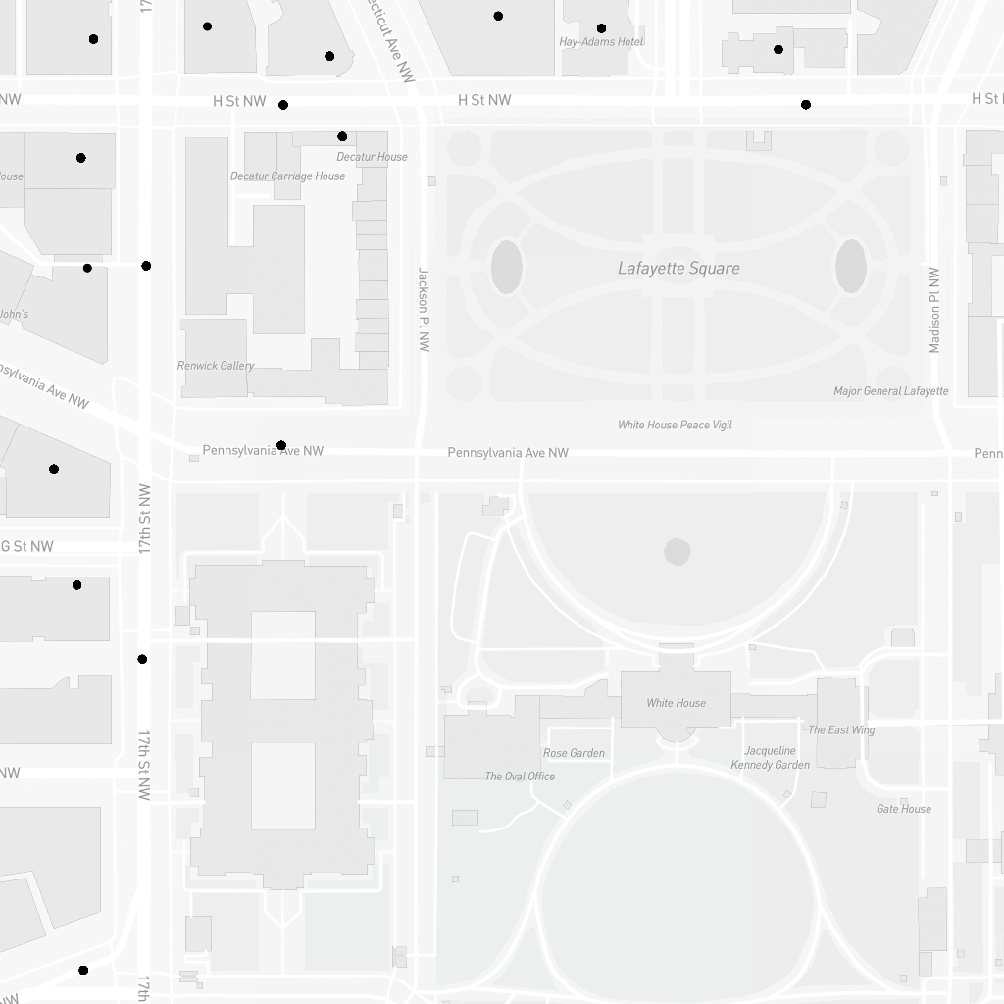 17
ecticut Ave NW
Hay-Adams Hotel
NW
H St NW
H St NW
H St
Decatur House
ouse
Decatur Carriage House
Lafayette Square
Jackson P. NW
Madison Pl NW
John's
Renwick Gallery
nsylvania Ave NW
Major General Lafayette
White House Peace Vigil
Pennsylvania Ave NW
Pennsylvania Ave NW
Penn
17th St NW
G St NW
White House
The East Wing
Rose Garden
Jacqueline
Kennedy Garden
The Oval Office
17th St NW
NW
Gate House
17th
NW